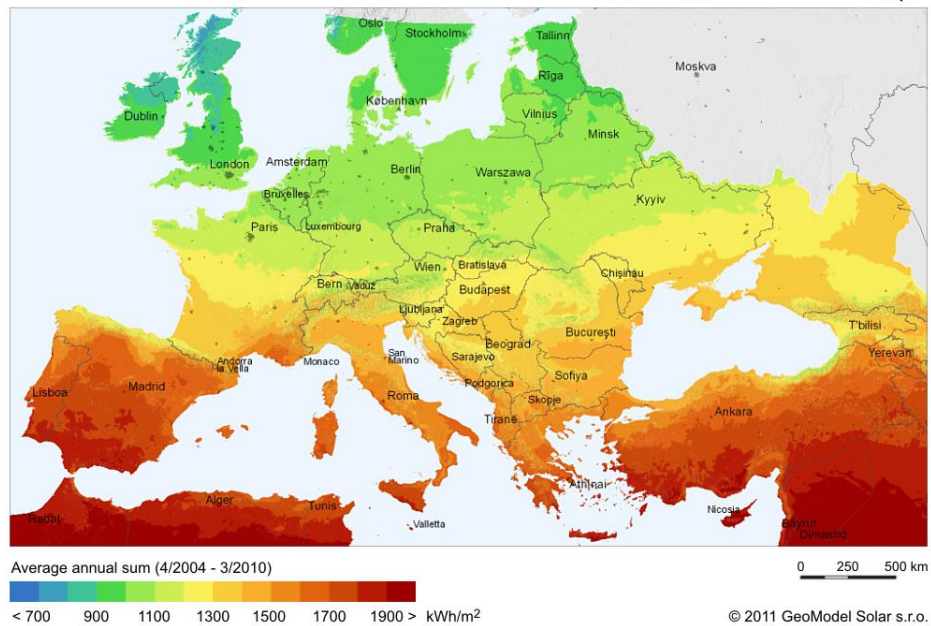 Oslo
Stockholm
Tallinn
Rīga
Moskva
København
Dublin
Vilnius
Minsk
London
Amsterdam
Berlin
Warszawa
Bruxelles
Kyyiv
Paris
Luxembourg
Praha
Wien
Bratislava
Chişinău
Bern
Vaduz
Budapest
Ljubljana
Zagreb
T'bilisi
Beograd
Bucureşti
Andorra
la Vella
Monaco
San
Marino
Sarajevo
Yerevan
Lisboa
Madrid
Podgorica
Sofiya
Roma
Skopje
Ankara
Tiranë
Alger
Tunis
Athínai
Rabat
Valletta
Nicosia
Bayrut
Dimashq
Average annual sum (4/2004 - 3/2010)
0 250 500 km
< 700 900 1100 1300 1500 1700 1900 > kWh/m²
© 2011 GeoModel Solar s.r.o.